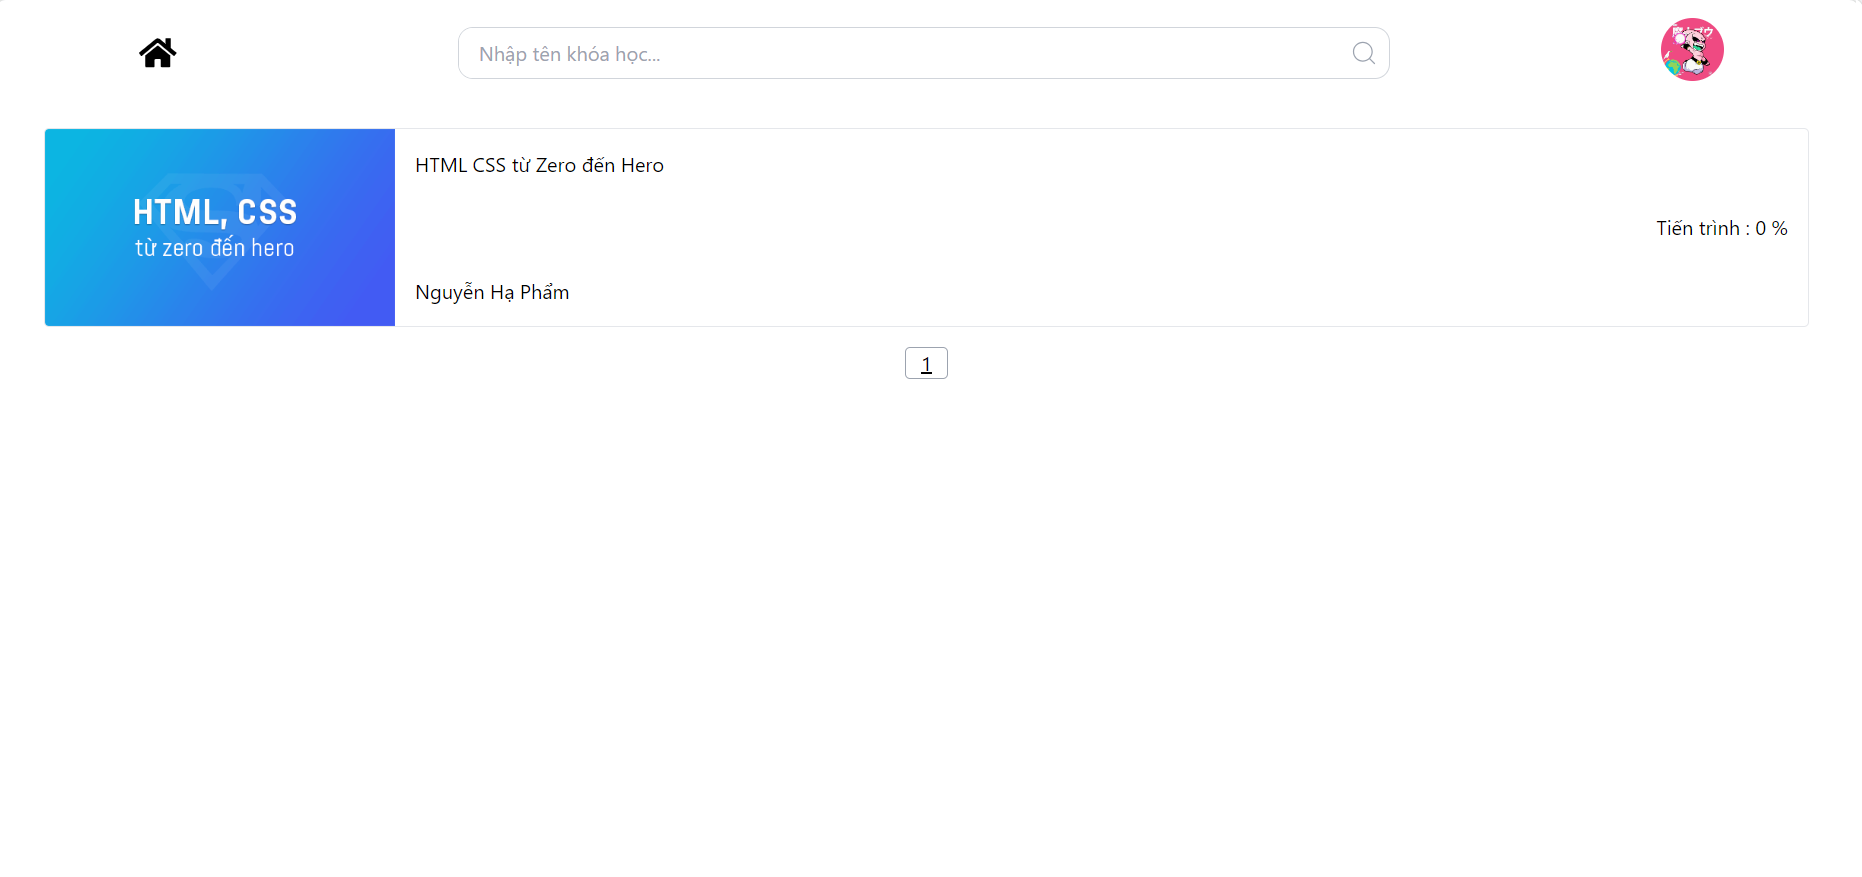 Nhập tên khóa học...
HTML, CSS
từ zero đến hero
HTML CSS từ Zero đến Hero
Tiến trình : 0 %
Nguyễn Hạ Phẩm
1